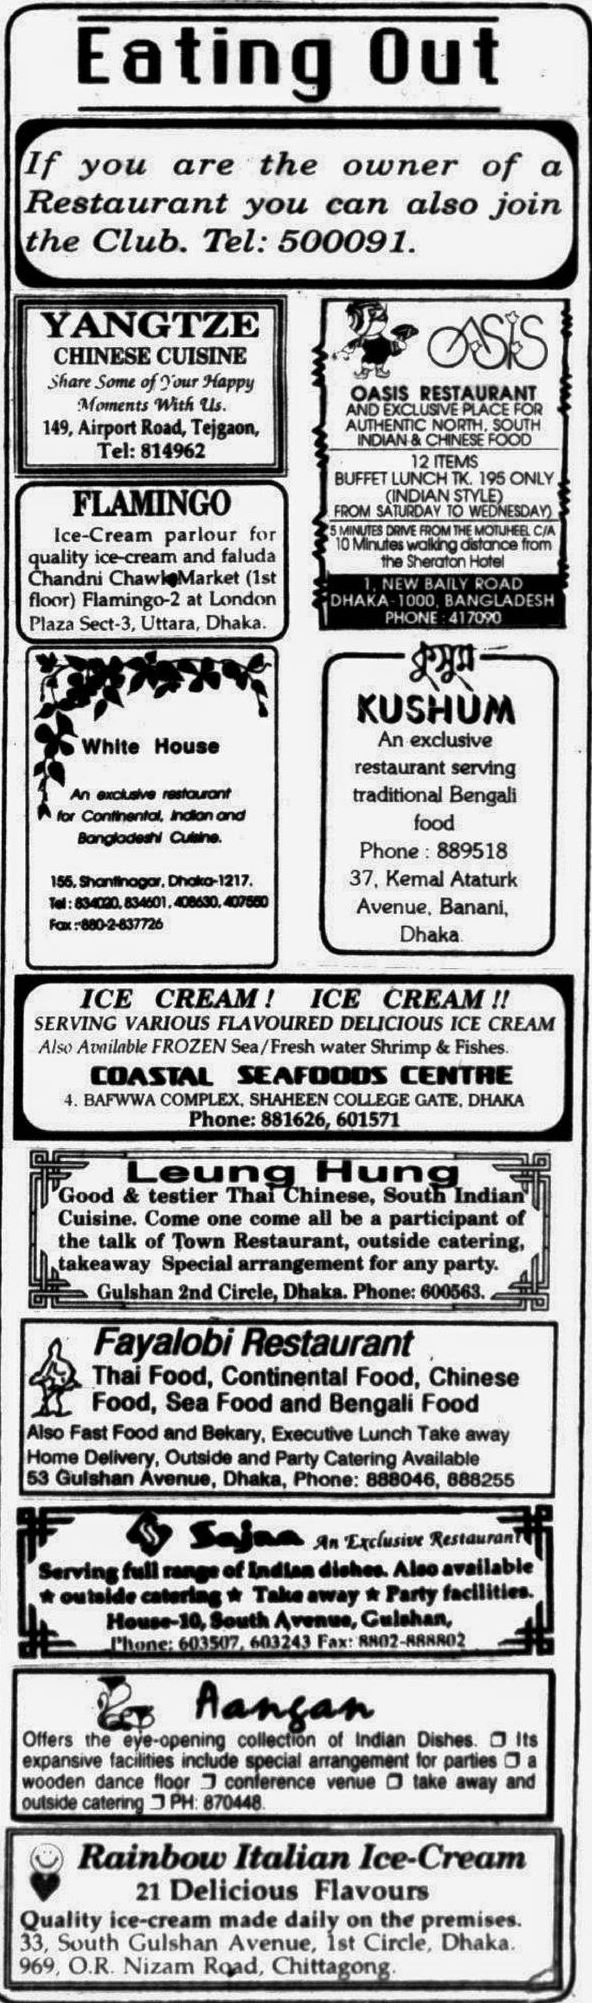 Eating Out
If you are the owner of a
Restaurant you can also join
the Club. Tel: 500091.
YANGTZE
CHINESE CUISINE
Share Some of Your Happy
Moments With Us.
149, Airport Road, Tejgaon,
Tel: 814962
OASIS
OASIS RESTAURANT
AND EXCLUSIVE PLACE FOR
AUTHENTIC NORTH, SOUTH
INDIAN & CHINESE FOOD
12 ITEMS
BUFFET LUNCH TK. 195 ONLY
(INDIAN STYLE)
FROM SATURDAY TO WEDNESDAY)
5 MINUTES DRIVE FROM THE MOTIJHEEL C/A
10 Minutes walking distance from
the Sheraton Hotel
1, NEW BAILY ROAD
DHAKA-1000, BANGLADESH
PHONE : 417090
FLAMINGO
Ice-Cream parlour for
quality ice-cream and faluda
Chandni Chawk Market (1st
floor) Flamingo-2 at London
Plaza Sect-3, Uttara, Dhaka.
White House
An exclusive restaurant
for Continental, Indian and
Bangladeshi Cuisine.
155, Shantinagar, Dhaka-1217.
Tel : 834020, 834601, 408630, 407550
Fax :-880-2-837726
কুসুম
KUSHUM
An exclusive
restaurant serving
traditional Bengali
food
Phone : 889518
37, Kemal Ataturk
Avenue, Banani,
Dhaka.
ICE CREAM! ICE CREAM!!
SERVING VARIOUS FLAVOURED DELICIOUS ICE CREAM
Also Available FROZEN Sea/Fresh water Shrimp & Fishes.
COASTAL SEAFOODS CENTRE
4. BAFWWA COMPLEX, SHAHEEN COLLEGE GATE, DHAKA
Phone: 881626, 601571
Leung Hung
Good & testier Thai Chinese, South Indian
Cuisine. Come one come all be a participant of
the talk of Town Restaurant, outside catering,
takeaway Special arrangement for any party.
Gulshan 2nd Circle, Dhaka. Phone: 600563.
Fayalobi Restaurant
Thai Food, Continental Food, Chinese
Food, Sea Food and Bengali Food
Also Fast Food and Bekary, Executive Lunch Take away
Home Delivery, Outside and Party Catering Available
53 Gulshan Avenue, Dhaka, Phone: 888046, 888255
Sajna An Exclusive Restaurant
Serving full range of Indian dishes. Also available
★ outside catering ★ Take away ★ Party facilities.
House-10, South Avenue, Gulshan,
Phone: 603507, 603243 Fax: 8802-888802
Aangan
Offers the eye-opening collection of Indian Dishes. ❒ Its
expansive facilities include special arrangement for parties ❒ a
wooden dance floor ❒ conference venue ❒ take away and
outside catering ❒ PH: 870448.
Rainbow Italian Ice-Cream
21 Delicious Flavours
Quality ice-cream made daily on the premises.
33, South Gulshan Avenue, 1st Circle, Dhaka.
969, O.R. Nizam Road, Chittagong.